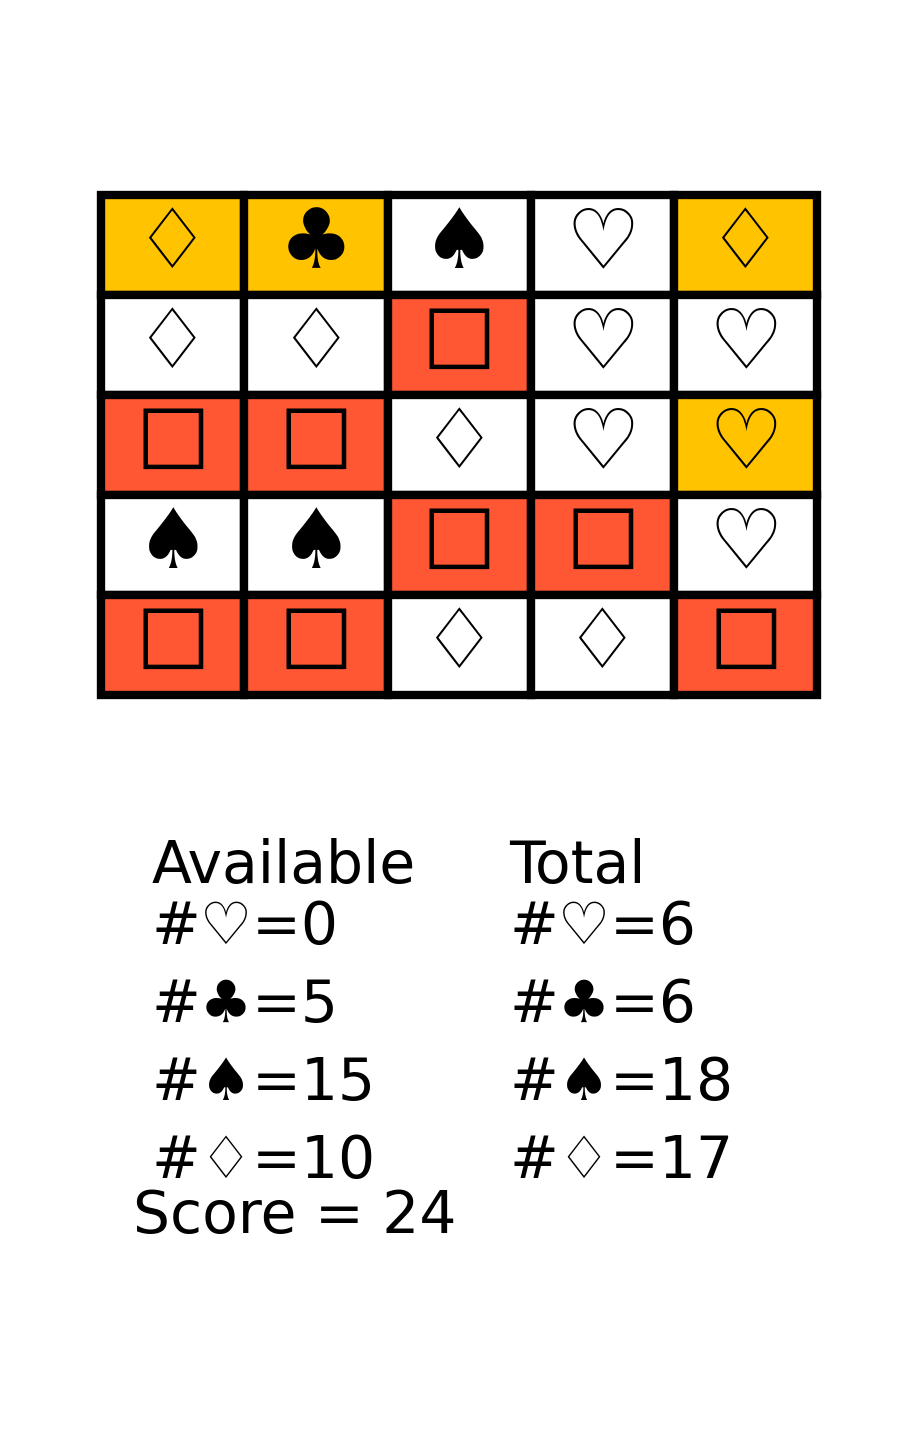 ♢ ♣ ♠ ♡ ♢
♢ ♢ □ ♡ ♡
□ □ ♢ ♡ ♡
♠ ♠ □ □ ♡
□ □ ♢ ♢ □
Available Total
#♡=0 #♡=6
#♣=5 #♣=6
#♠=15 #♠=18
#♢=10 #♢=17
Score = 24